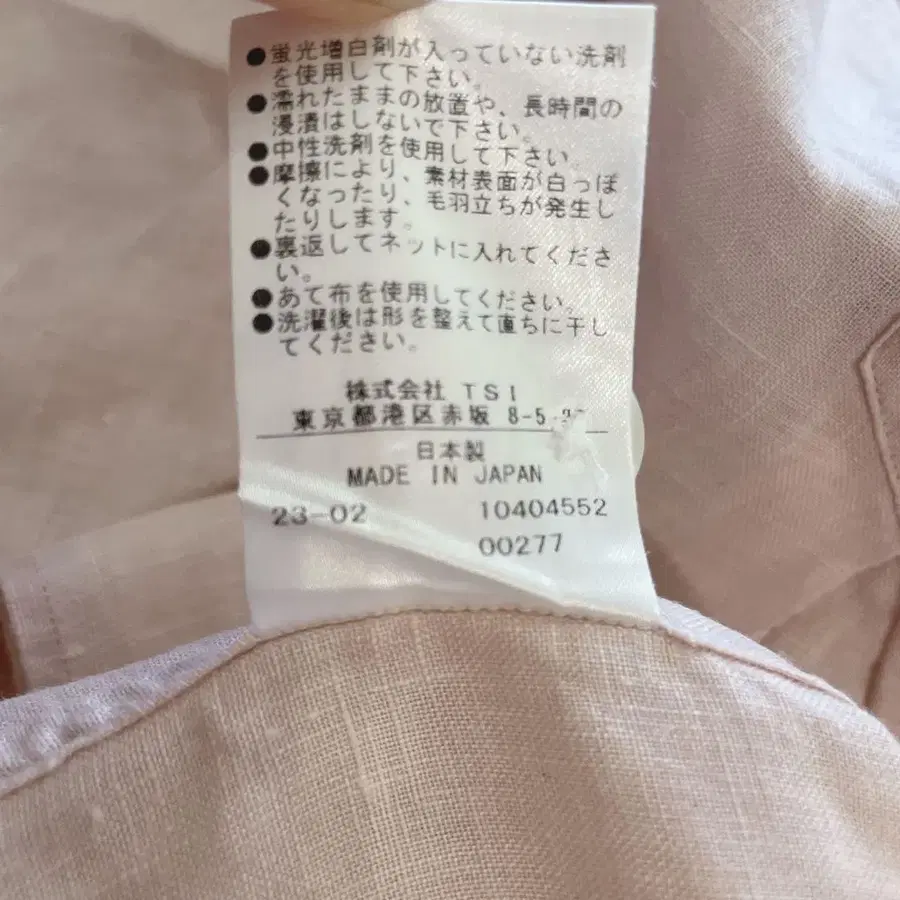 ●蛍光増白剤が入っていない洗剤
を使用して下さい。
●濡れたままの放置や、長時間の
浸漬はしないで下さい。
●中性洗剤を使用して下さい。
●摩擦により、素材表面が白っぽ
くなったり、毛羽立ちが発生し
たりします。
●裏返してネットに入れてくださ
い。
●あて布を使用してください。
●洗濯後は形を整えて直ちに干し
てください。
株式会社 TSI
東京都港区赤坂 8-5-
日本製
MADE IN JAPAN
23-02 10404552
00277